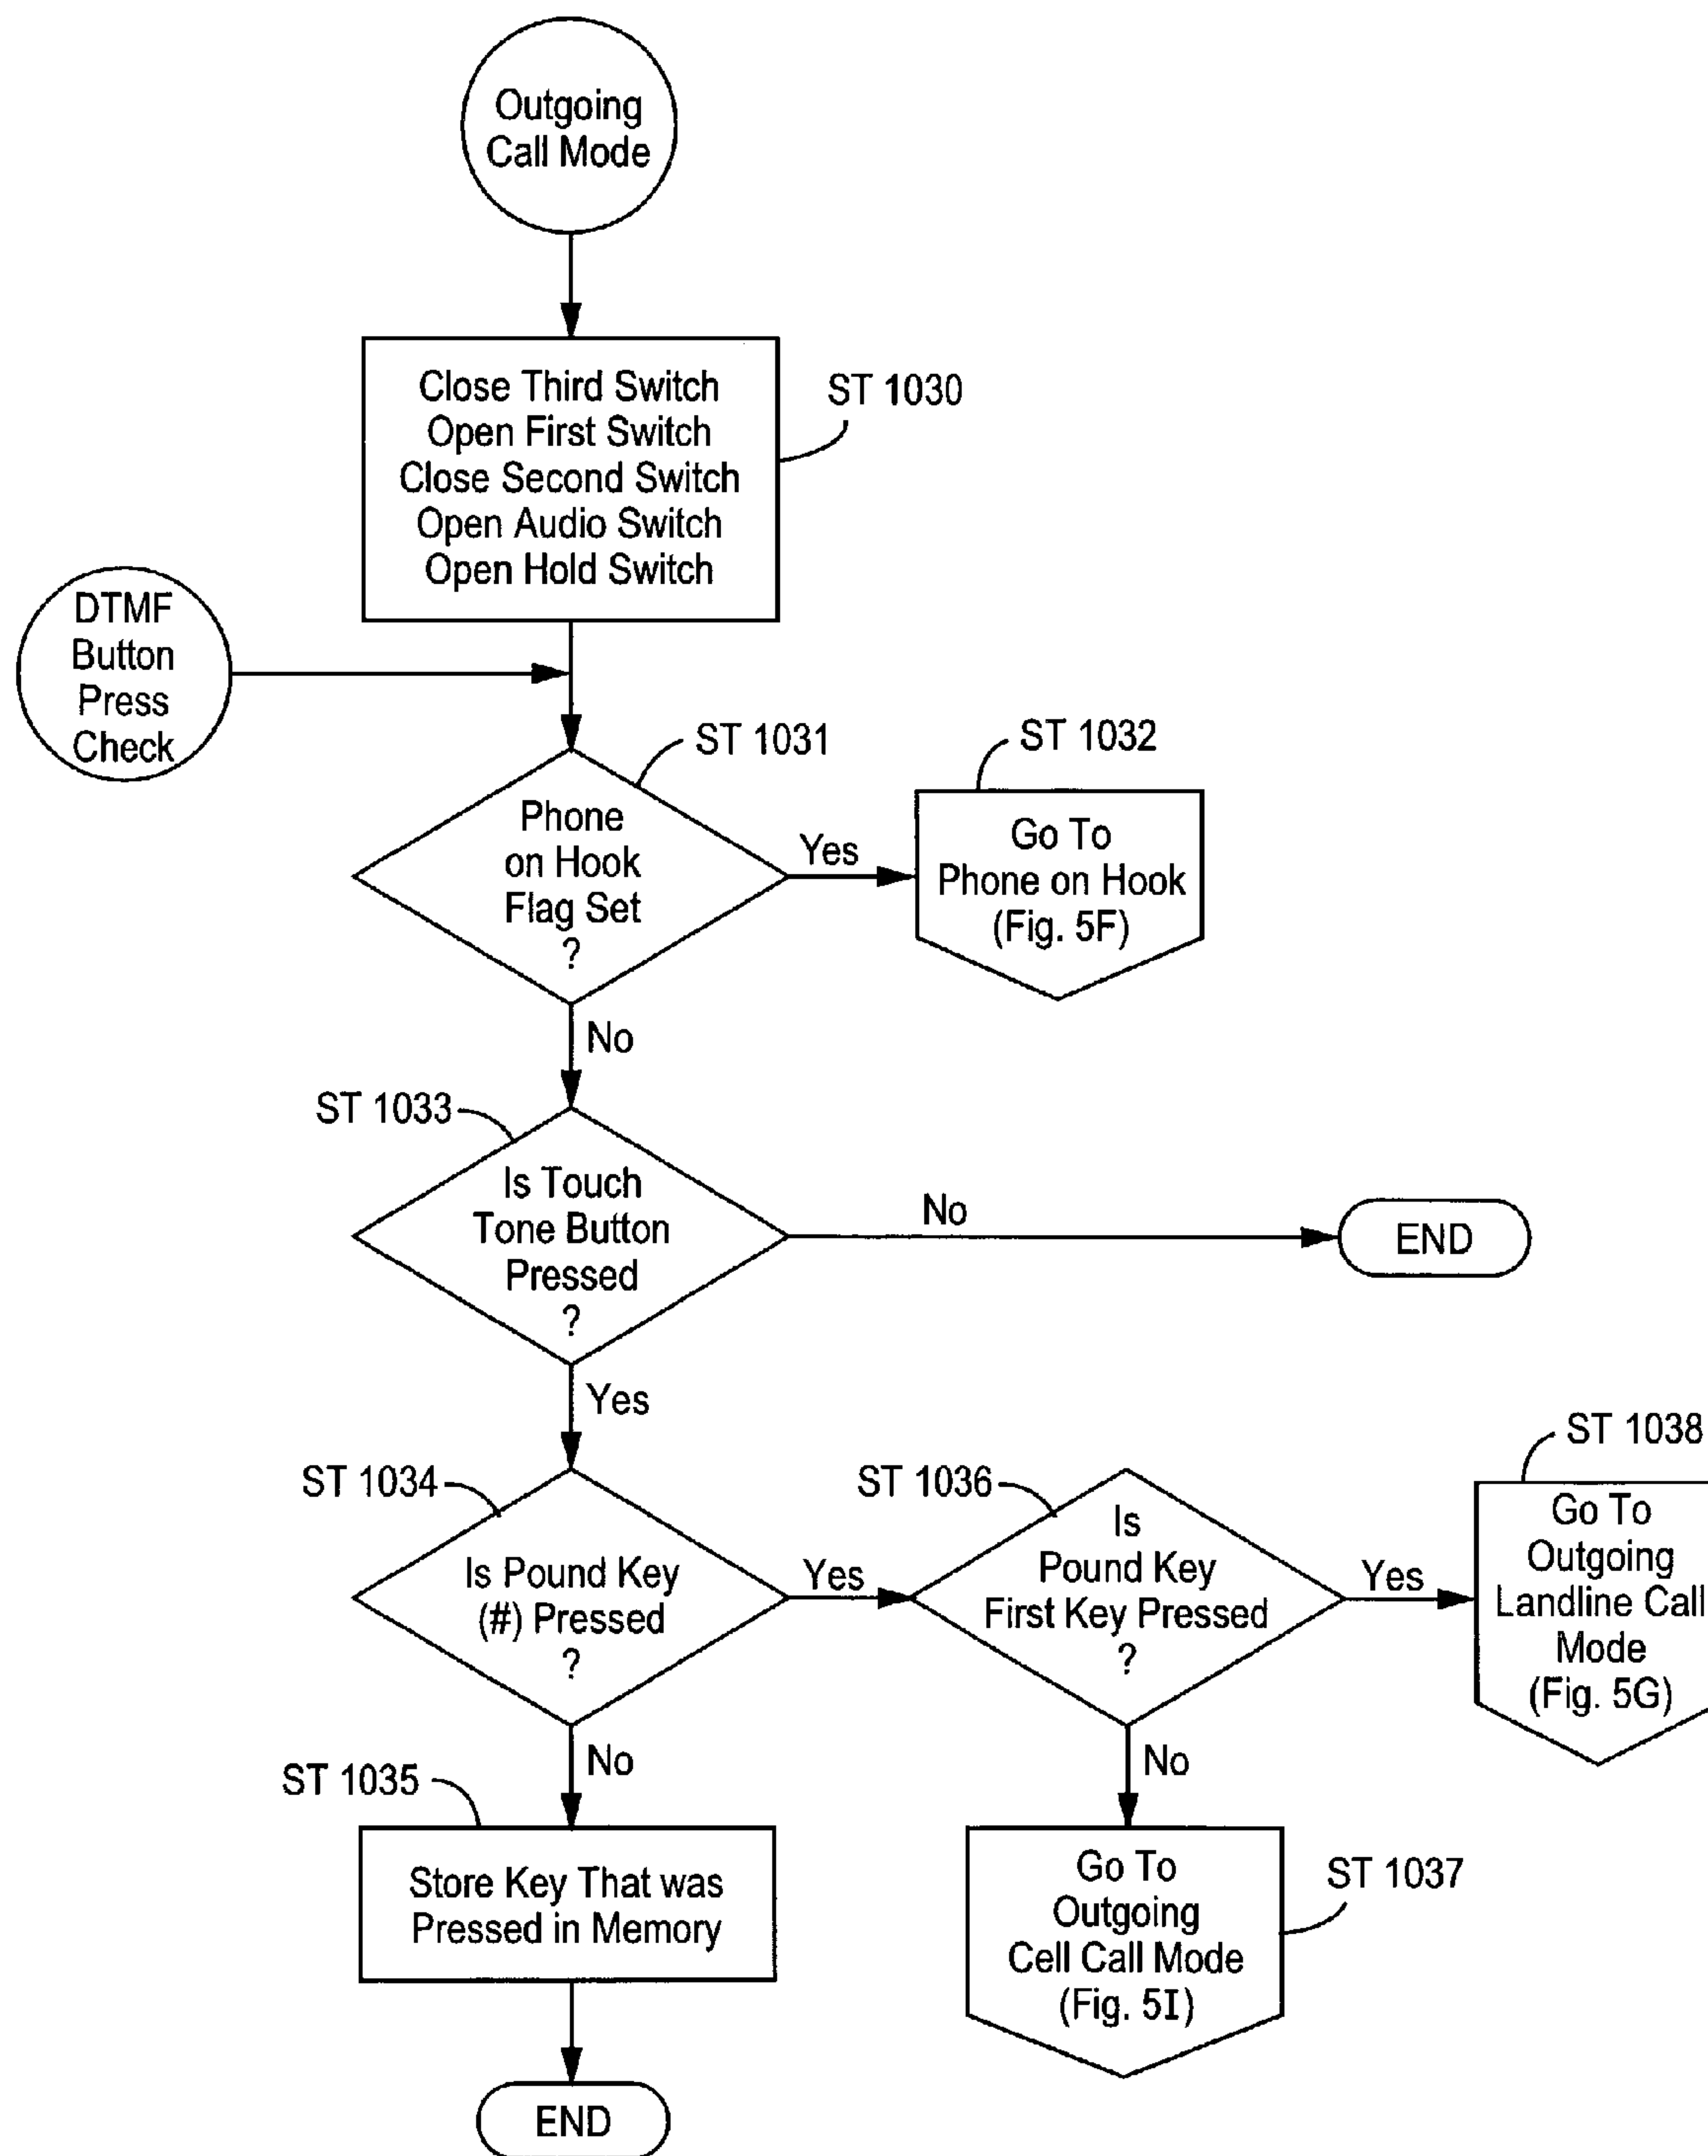 Outgoing
Call Mode
Close Third Switch
Open First Switch
Close Second Switch
Open Audio Switch
Open Hold Switch
ST 1030
DTMF
Button
Press
Check
ST 1031
Phone
on Hook
Flag Set
?
Yes
ST 1032
Go To
Phone on Hook
(Fig. 5F)
No
ST 1033
Is Touch
Tone Button
Pressed
?
No
END
Yes
ST 1034
Is Pound Key
(#) Pressed
?
Yes
ST 1036
Is
Pound Key
First Key Pressed
?
Yes
ST 1038
Go To
Outgoing
Landline Call
Mode
(Fig. 5G)
No
ST 1035
Store Key That was
Pressed in Memory
END
No
Go To
Outgoing
Cell Call Mode
(Fig. 5I)
ST 1037